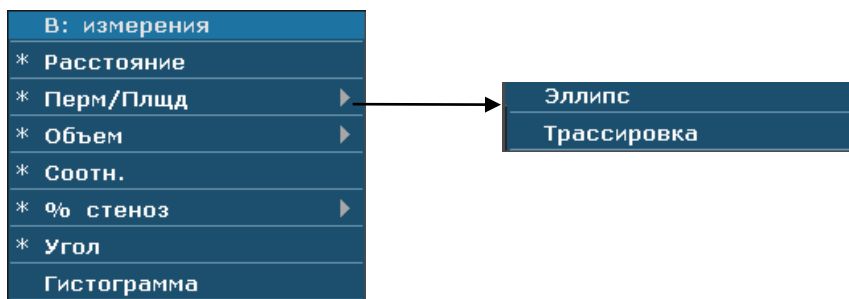 В: измерения
* Расстояние
* Перм/Плщд
* Объем
* Соотн.
* % стеноз
* Угол
Гистограмма
Эллипс
Трассировка